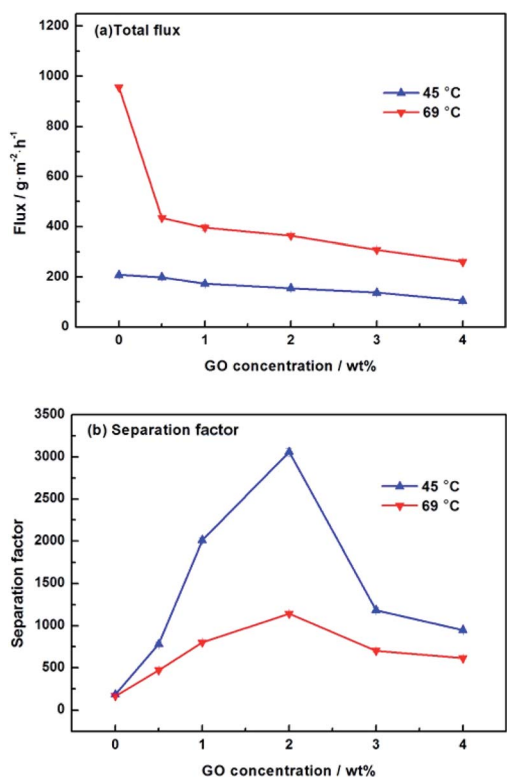 (a)Total flux
1200
1000
800
600
400
200
0
Flux / g·m⁻²·h⁻¹
45 °C
69 °C
0 1 2 3 4
GO concentration / wt%
(b) Separation factor
3500
3000
2500
2000
1500
1000
500
0
Separation factor
45 °C
69 °C
0 1 2 3 4
GO concentration / wt%